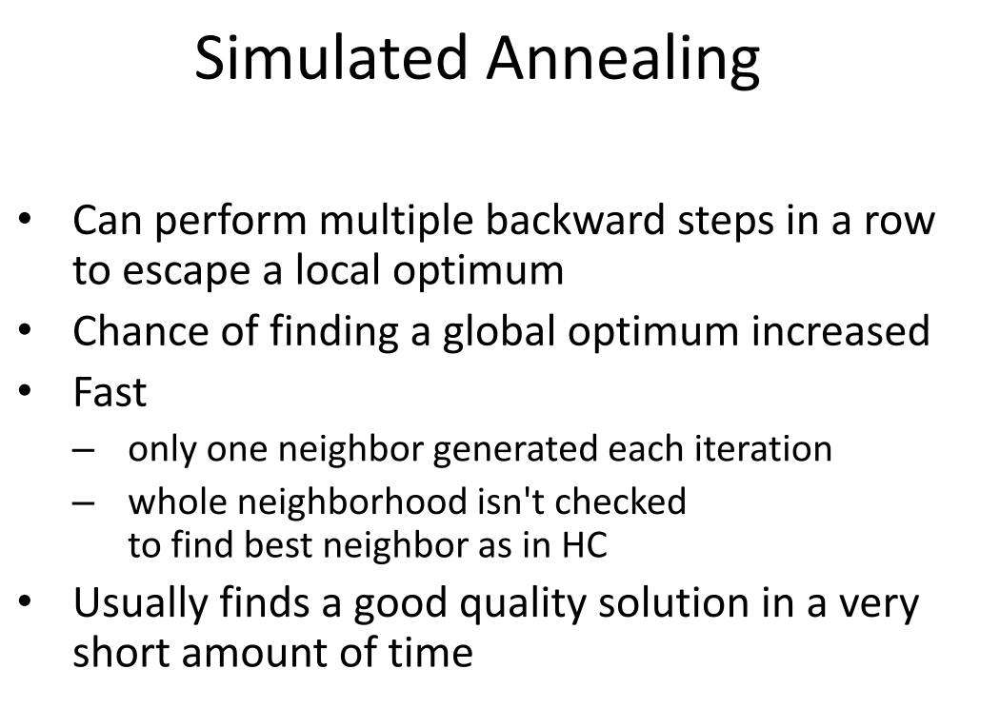 Simulated Annealing
• Can perform multiple backward steps in a row
to escape a local optimum
• Chance of finding a global optimum increased
• Fast
– only one neighbor generated each iteration
– whole neighborhood isn't checked
to find best neighbor as in HC
• Usually finds a good quality solution in a very
short amount of time